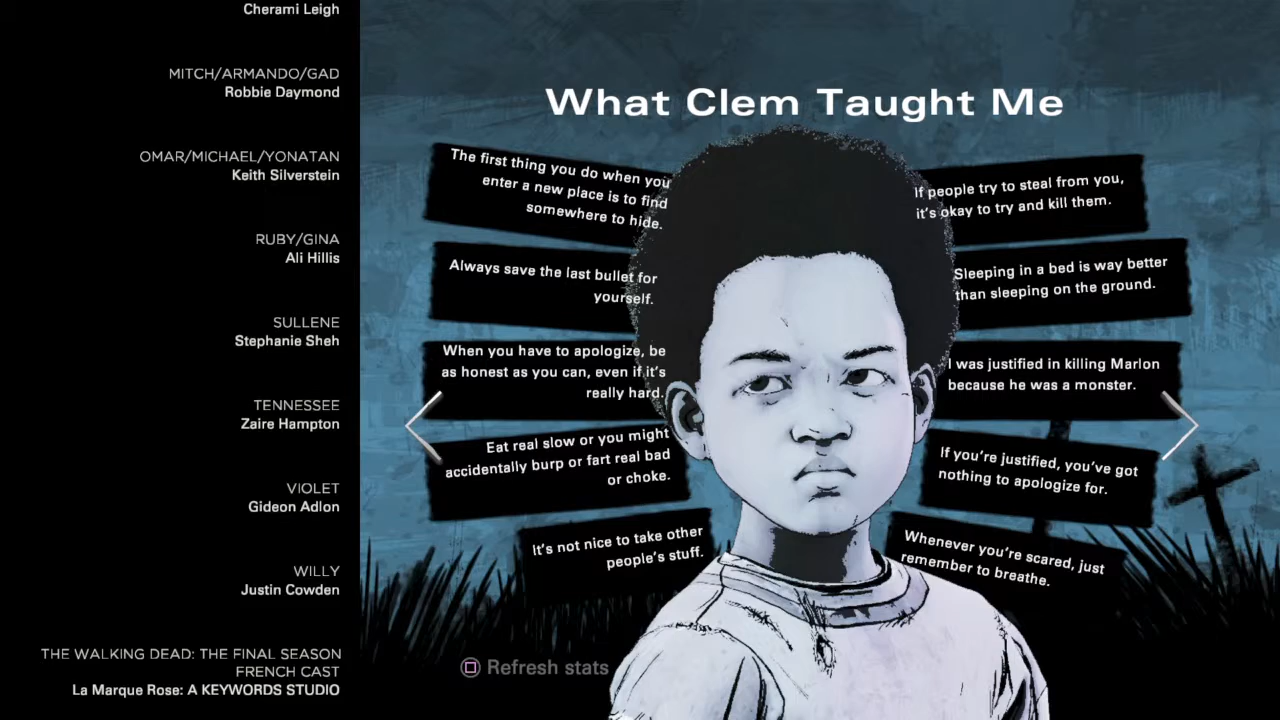 Cherami Leigh
MITCH/ARMANDO/GAD
Robbie Daymond
OMAR/MICHAEL/YONATAN
Keith Silverstein
RUBY/GINA
Ali Hillis
SULLENE
Stephanie Sheh
TENNESSEE
Zaire Hampton
VIOLET
Gideon Adlon
WILLY
Justin Cowden
THE WALKING DEAD: THE FINAL SEASON
FRENCH CAST
La Marque Rose: A KEYWORDS STUDIO
What Clem Taught Me
The first thing you do when you
enter a new place is to find
somewhere to hide.
Always save the last bullet for
yourself.
When you have to apologize, be
as honest as you can, even if it's
really hard.
Eat real slow or you might
accidentally burp or fart real bad
or choke.
It's not nice to take other
people's stuff.
If people try to steal from you,
it's okay to try and kill them.
Sleeping in a bed is way better
than sleeping on the ground.
I was justified in killing Marlon
because he was a monster.
If you're justified, you've got
nothing to apologize for.
Whenever you're scared, just
remember to breathe.
Refresh stats